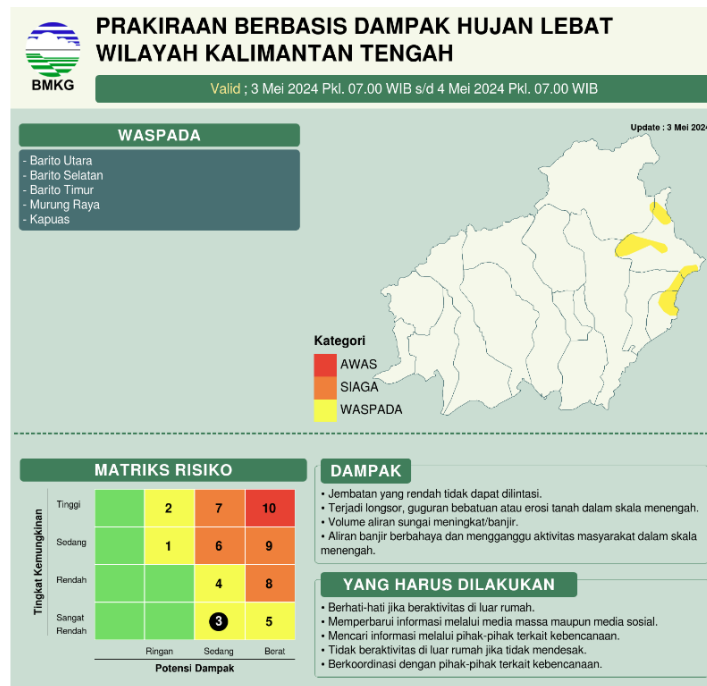 PRAKIRAAN BERBASIS DAMPAK HUJAN LEBAT
WILAYAH KALIMANTAN TENGAH
BMKG
Valid ; 3 Mei 2024 Pkl. 07.00 WIB s/d 4 Mei 2024 Pkl. 07.00 WIB
WASPADA
- Barito Utara
- Barito Selatan
- Barito Timur
- Murung Raya
- Kapuas
Update : 3 Mei 2024
Kategori
AWAS
SIAGA
WASPADA
MATRIKS RISIKO
Tingkat Kemungkinan
Tinggi
2 7 10
Sedang
1 6 9
Rendah
4 8
Sangat
Rendah
3 5
Ringan Sedang Berat
Potensi Dampak
DAMPAK
• Jembatan yang rendah tidak dapat dilintasi.
• Terjadi longsor, guguran bebatuan atau erosi tanah dalam skala menengah.
• Volume aliran sungai meningkat/banjir.
• Aliran banjir berbahaya dan mengganggu aktivitas masyarakat dalam skala
menengah.
YANG HARUS DILAKUKAN
• Berhati-hati jika beraktivitas di luar rumah.
• Memperbarui informasi melalui media massa maupun media sosial.
• Mencari informasi melalui pihak-pihak terkait kebencanaan.
• Tidak beraktivitas di luar rumah jika tidak mendesak.
• Berkoordinasi dengan pihak-pihak terkait kebencanaan.